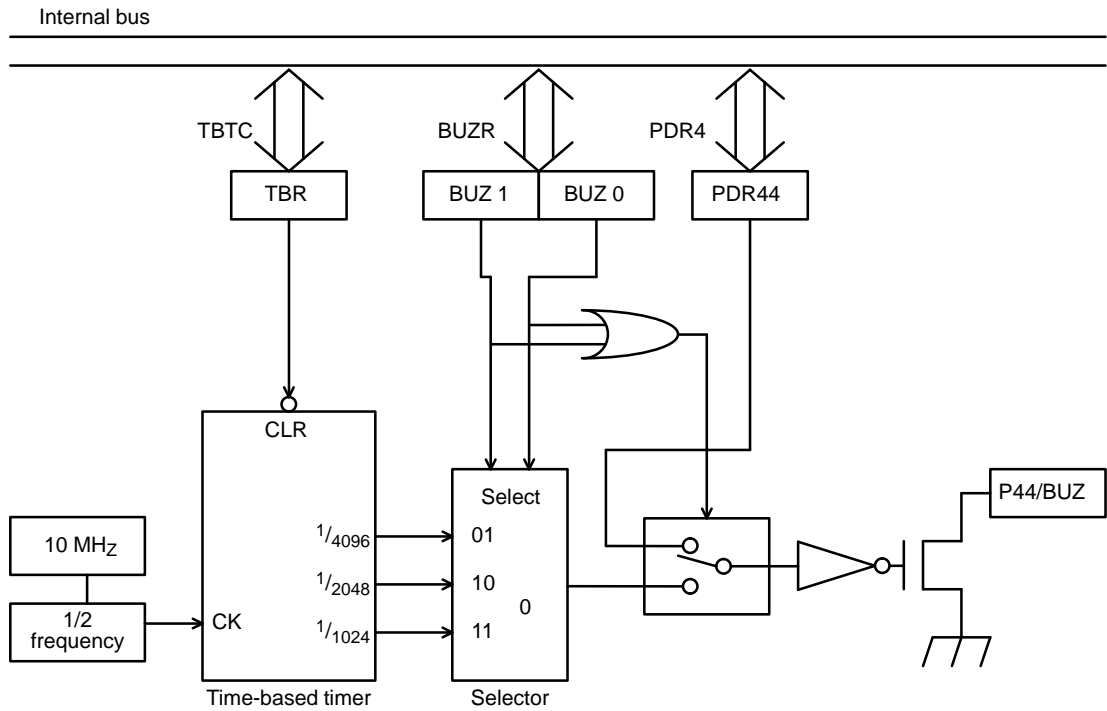 Internal bus
TBTC
BUZR
PDR4
TBR
BUZ 1
BUZ 0
PDR44
CLR
Select
P44/BUZ
10 MHZ
1/4096
01
1/2048
10
0
1/2
frequency
CK
1/1024
11
Time-based timer
Selector